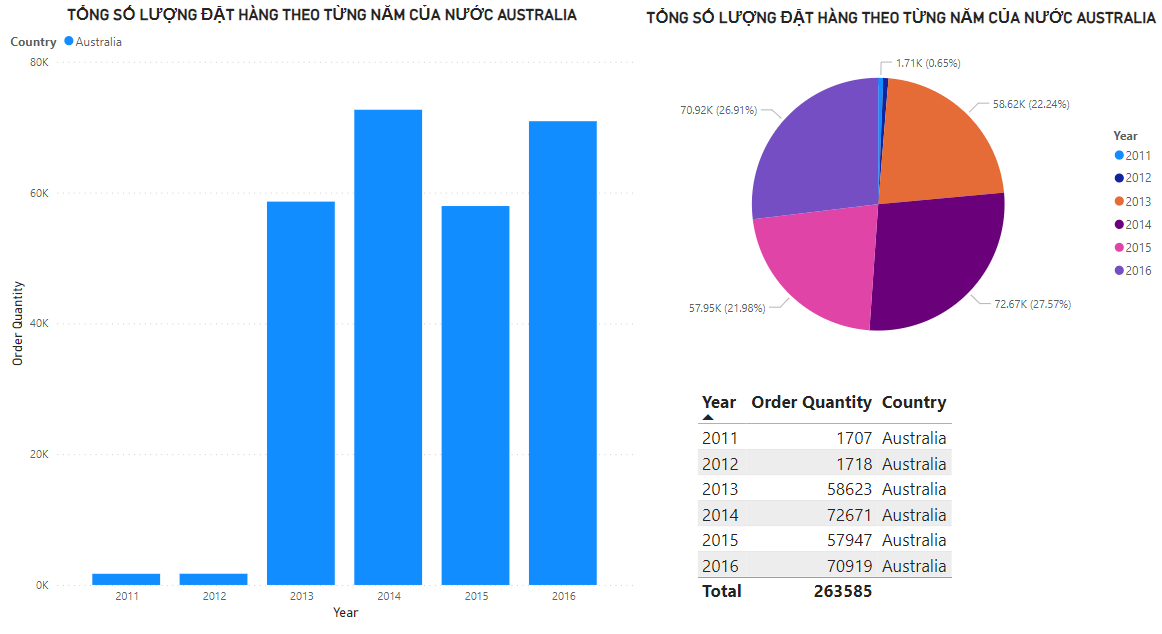 TỔNG SỐ LƯỢNG ĐẶT HÀNG THEO TỪNG NĂM CỦA NƯỚC AUSTRALIA
Country Australia
80K
60K
40K
20K
0K
Order Quantity
2011 2012 2013 2014 2015 2016
Year
TỔNG SỐ LƯỢNG ĐẶT HÀNG THEO TỪNG NĂM CỦA NƯỚC AUSTRALIA
1.71K (0.65%)
58.62K (22.24%)
70.92K (26.91%)
57.95K (21.98%)
72.67K (27.57%)
Year
2011
2012
2013
2014
2015
2016
Year Order Quantity Country
2011 1707 Australia
2012 1718 Australia
2013 58623 Australia
2014 72671 Australia
2015 57947 Australia
2016 70919 Australia
Total 263585